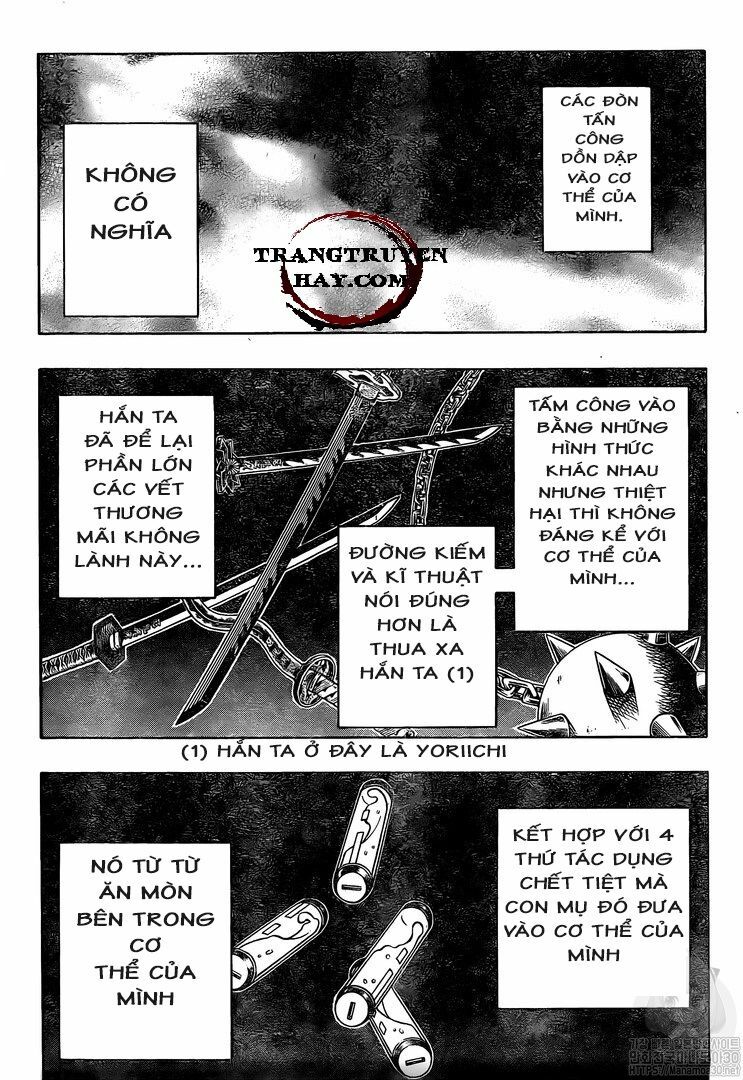 CÁC ĐÒN
TẤN
CÔNG
DỒN DẬP
VÀO CƠ
THỂ CỦA
MÌNH.
KHÔNG
CÓ
NGHĨA
TRANGTRUYEN
HAY.COM
TẤM CÔNG VÀO
BẰNG NHỮNG
HÌNH THỨC
KHÁC NHAU
NHƯNG THIỆT
HẠI THÌ KHÔNG
ĐÁNG KỂ VỚI
CƠ THỂ CỦA
MÌNH...
ĐƯỜNG KIẾM
VÀ KĨ THUẬT
NÓI ĐÚNG
HƠN LÀ
THUA XA
HẮN TA (1)
HẮN TA
ĐÃ ĐỂ LẠI
PHẦN LỚN
CÁC VẾT
THƯƠNG
MÃI KHÔNG
LÀNH NÀY...
(1) HẮN TA Ở ĐÂY LÀ YORIICHI
KẾT HỢP VỚI 4
THỨ TÁC DỤNG
CHẾT TIỆT MÀ
CON MỤ ĐÓ ĐƯA
VÀO CƠ THỂ CỦA
MÌNH
NÓ TỪ TỪ
ĂN MÒN
BÊN TRONG
CƠ
THỂ CỦA
MÌNH
HTTPS://Manamoa30.net